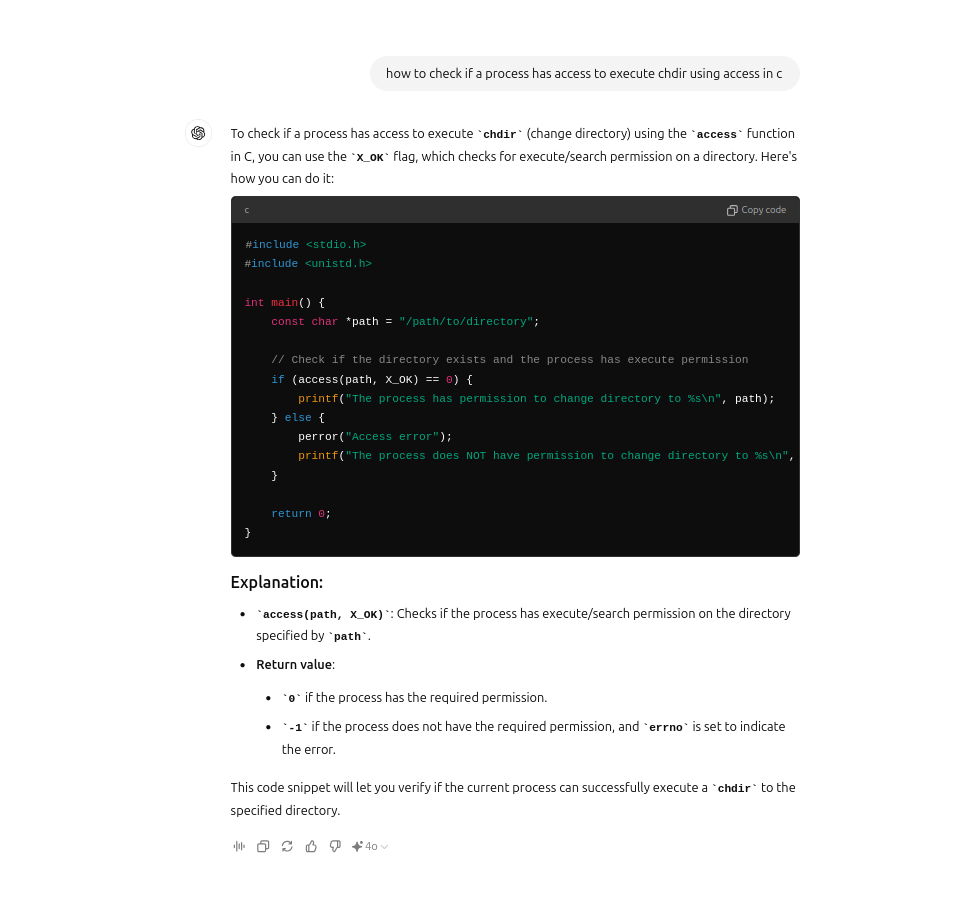 how to check if a process has access to execute chdir using access in c
To check if a process has access to execute `chdir` (change directory) using the `access` function
in C, you can use the `X_OK` flag, which checks for execute/search permission on a directory. Here's
how you can do it:
c
Copy code
#include <stdio.h>
#include <unistd.h>
int main() {
    const char *path = "/path/to/directory";
    // Check if the directory exists and the process has execute permission
    if (access(path, X_OK) == 0) {
        printf("The process has permission to change directory to %s\n", path);
    } else {
        perror("Access error");
        printf("The process does NOT have permission to change directory to %s\n",
    }
    return 0;
}
Explanation:
• `access(path, X_OK)`: Checks if the process has execute/search permission on the directory
specified by `path`.
• Return value:
• `0` if the process has the required permission.
• `-1` if the process does not have the required permission, and `errno` is set to indicate
the error.
This code snippet will let you verify if the current process can successfully execute a `chdir` to the
specified directory.
4o